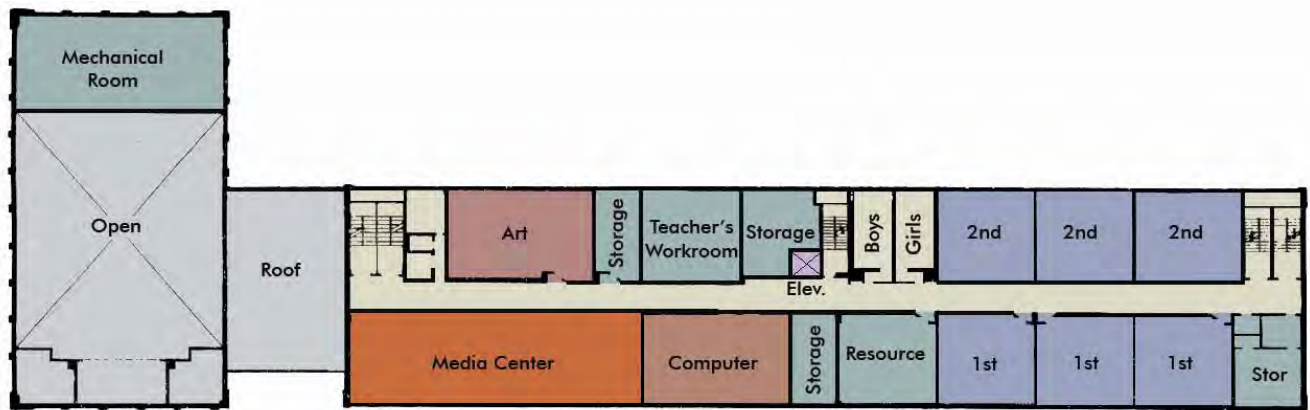 Mechanical
Room
Open
Roof
Art
Storage
Teacher's
Workroom
Storage
Elev.
Boys
Girls
2nd
2nd
2nd
Media Center
Computer
Storage
Resource
1st
1st
1st
Stor